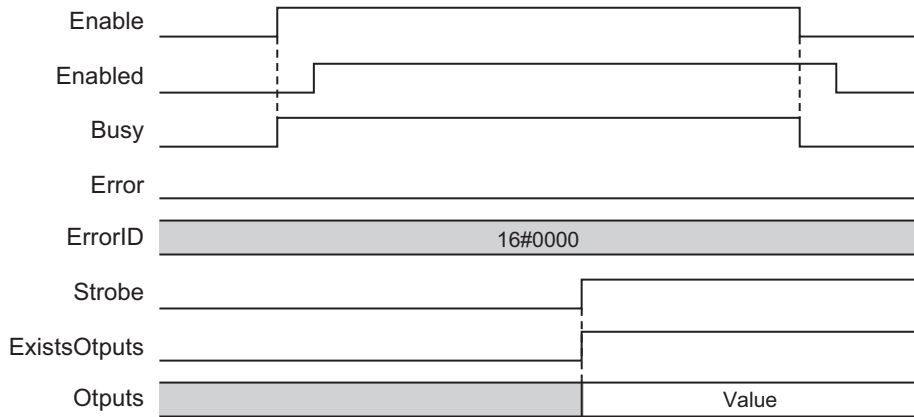 Enable
Enabled
Busy
Error
ErrorID
16#0000
Strobe
ExistsOtputs
Otputs
Value